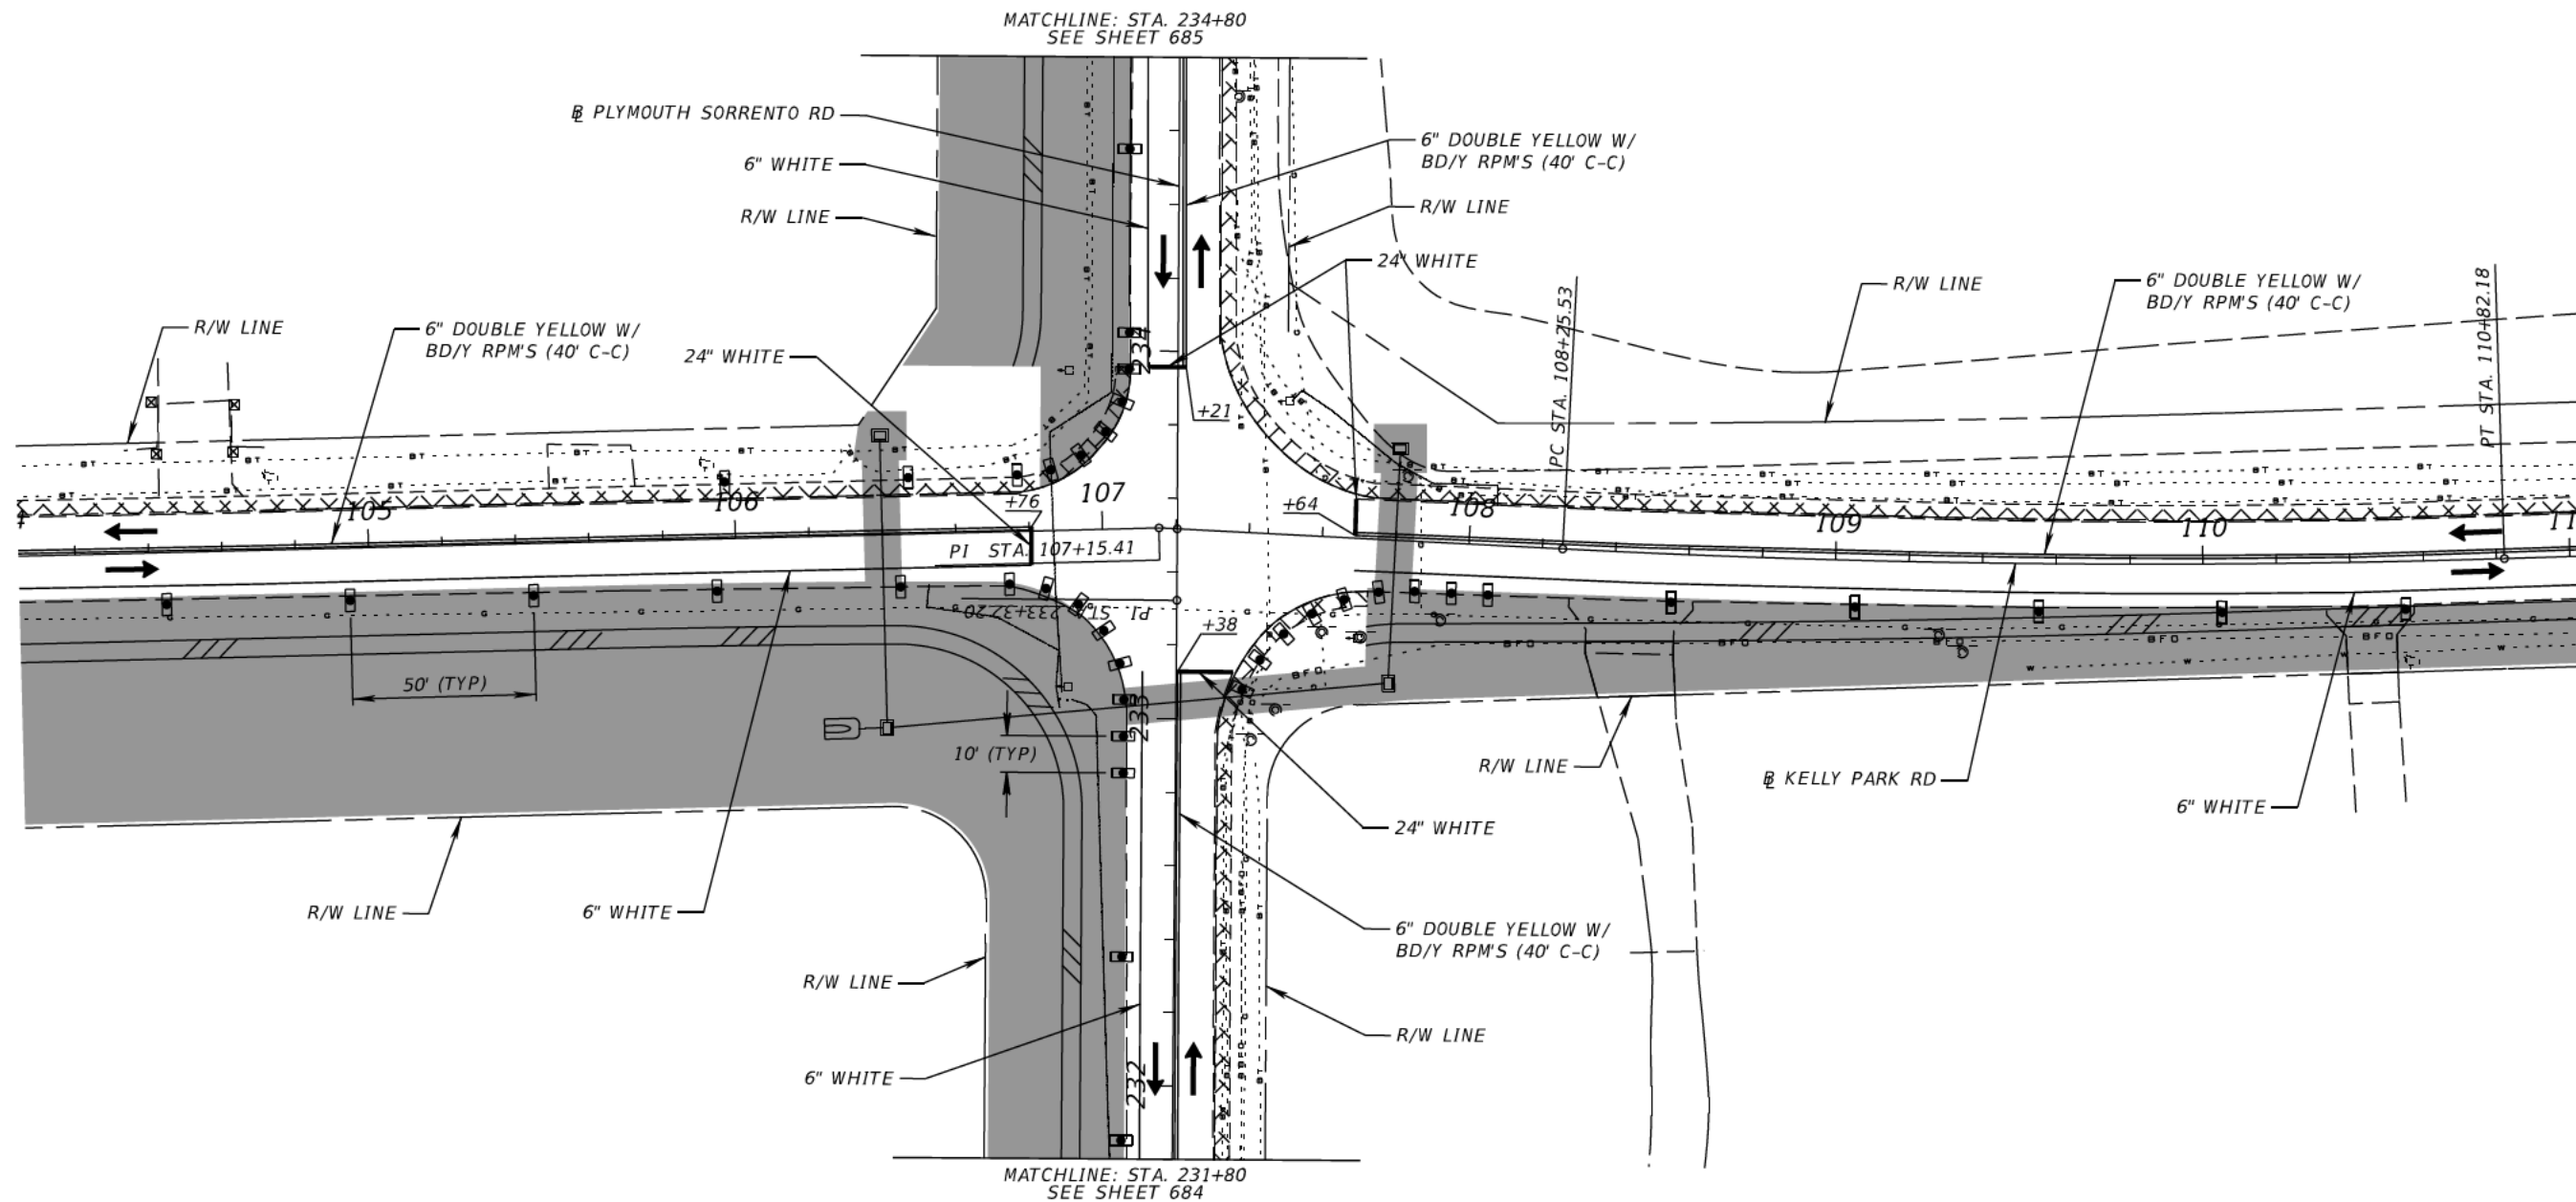 MATCHLINE: STA. 234+80
SEE SHEET 685
℄ PLYMOUTH SORRENTO RD
6" WHITE
R/W LINE
6" DOUBLE YELLOW W/
BD/Y RPM'S (40' C-C)
R/W LINE
24" WHITE
R/W LINE
6" DOUBLE YELLOW W/
BD/Y RPM'S (40' C-C)
R/W LINE
6" DOUBLE YELLOW W/
BD/Y RPM'S (40' C-C)
24" WHITE
PC STA. 108+25.53
PT STA. 110+82.18
234
+21
105
106
+76
107
+64
108
109
110
11
PI STA. 107+15.41
PI STA. 233+37.20
+38
50' (TYP)
233
10' (TYP)
R/W LINE
℄ KELLY PARK RD
6" WHITE
24" WHITE
R/W LINE
6" WHITE
6" DOUBLE YELLOW W/
BD/Y RPM'S (40' C-C)
R/W LINE
R/W LINE
6" WHITE
232
MATCHLINE: STA. 231+80
SEE SHEET 684